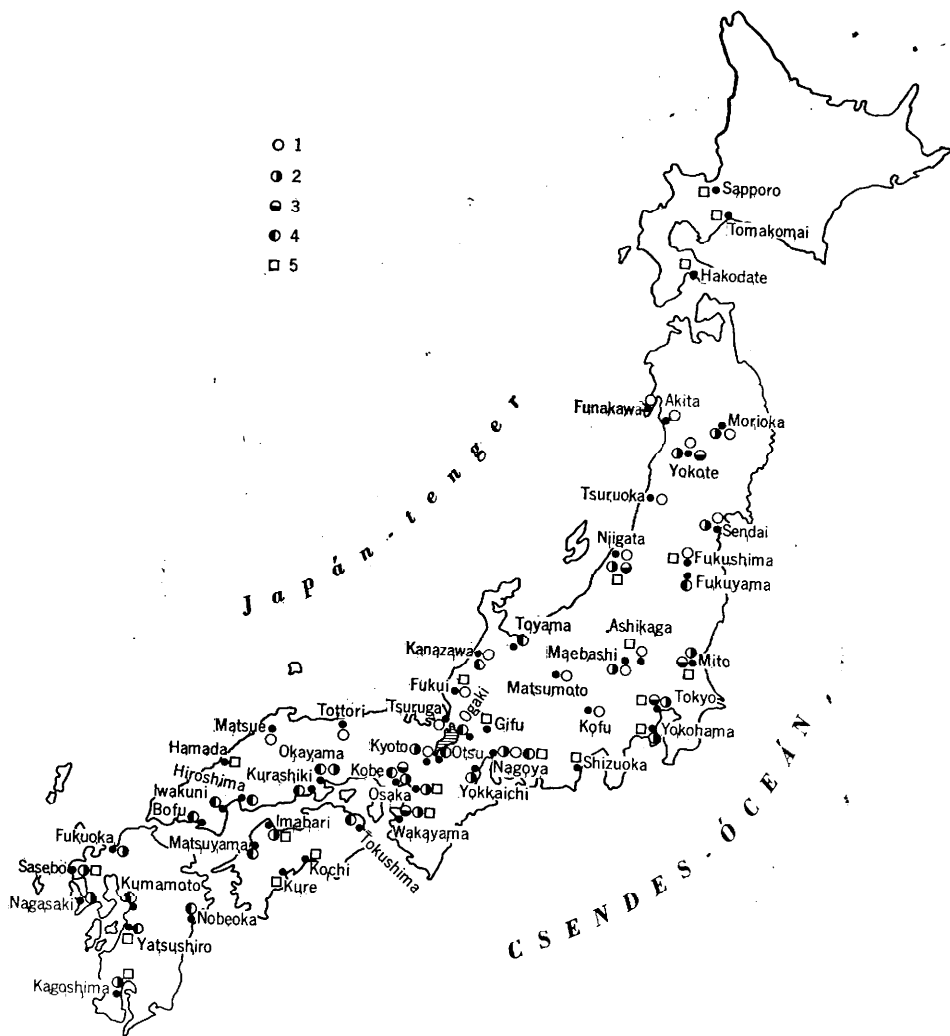 1
2
3
4
5
Sapporo
Tomakomai
Hakodate
Funakawa
Akita
Morioka
Yokote
Tsuruoka
Sendai
Niigata
Fukushima
Fukuyama
Japán-tenger
Ashikaga
Toyama
Kanazawa
Maebashi
Mito
Matsumoto
Fukui
Tokyo
Ogaki
Tsuruga
Gifu
Kofu
Tottori
Matsue
Yokohama
Kyoto
Otsu
Okayama
Hamada
Nagoya
Shizuoka
Kobe
Hiroshima
Kurashiki
Yokkaichi
Osaka
Iwakuni
Bofu
Imabari
Wakayama
Fukuoka
Matsuyama
Tokushima
Kochi
Sasebo
Kure
Kumamoto
Nagasaki
Nobeoka
Yatsushiro
Kagoshima
CSENDES-ÓCEÁN